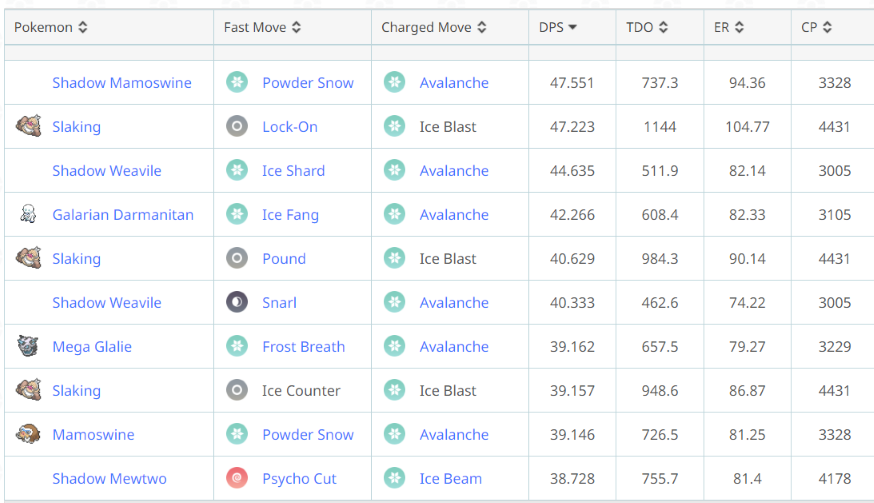 Pokemon Fast Move Charged Move DPS TDO ER CP
Shadow Mamoswine Powder Snow Avalanche 47.551 737.3 94.36 3328
Slaking Lock-On Ice Blast 47.223 1144 104.77 4431
Shadow Weavile Ice Shard Avalanche 44.635 511.9 82.14 3005
Galarian Darmanitan Ice Fang Avalanche 42.266 608.4 82.33 3105
Slaking Pound Ice Blast 40.629 984.3 90.14 4431
Shadow Weavile Snarl Avalanche 40.333 462.6 74.22 3005
Mega Glalie Frost Breath Avalanche 39.162 657.5 79.27 3229
Slaking Ice Counter Ice Blast 39.157 948.6 86.87 4431
Mamoswine Powder Snow Avalanche 39.146 726.5 81.25 3328
Shadow Mewtwo Psycho Cut Ice Beam 38.728 755.7 81.4 4178